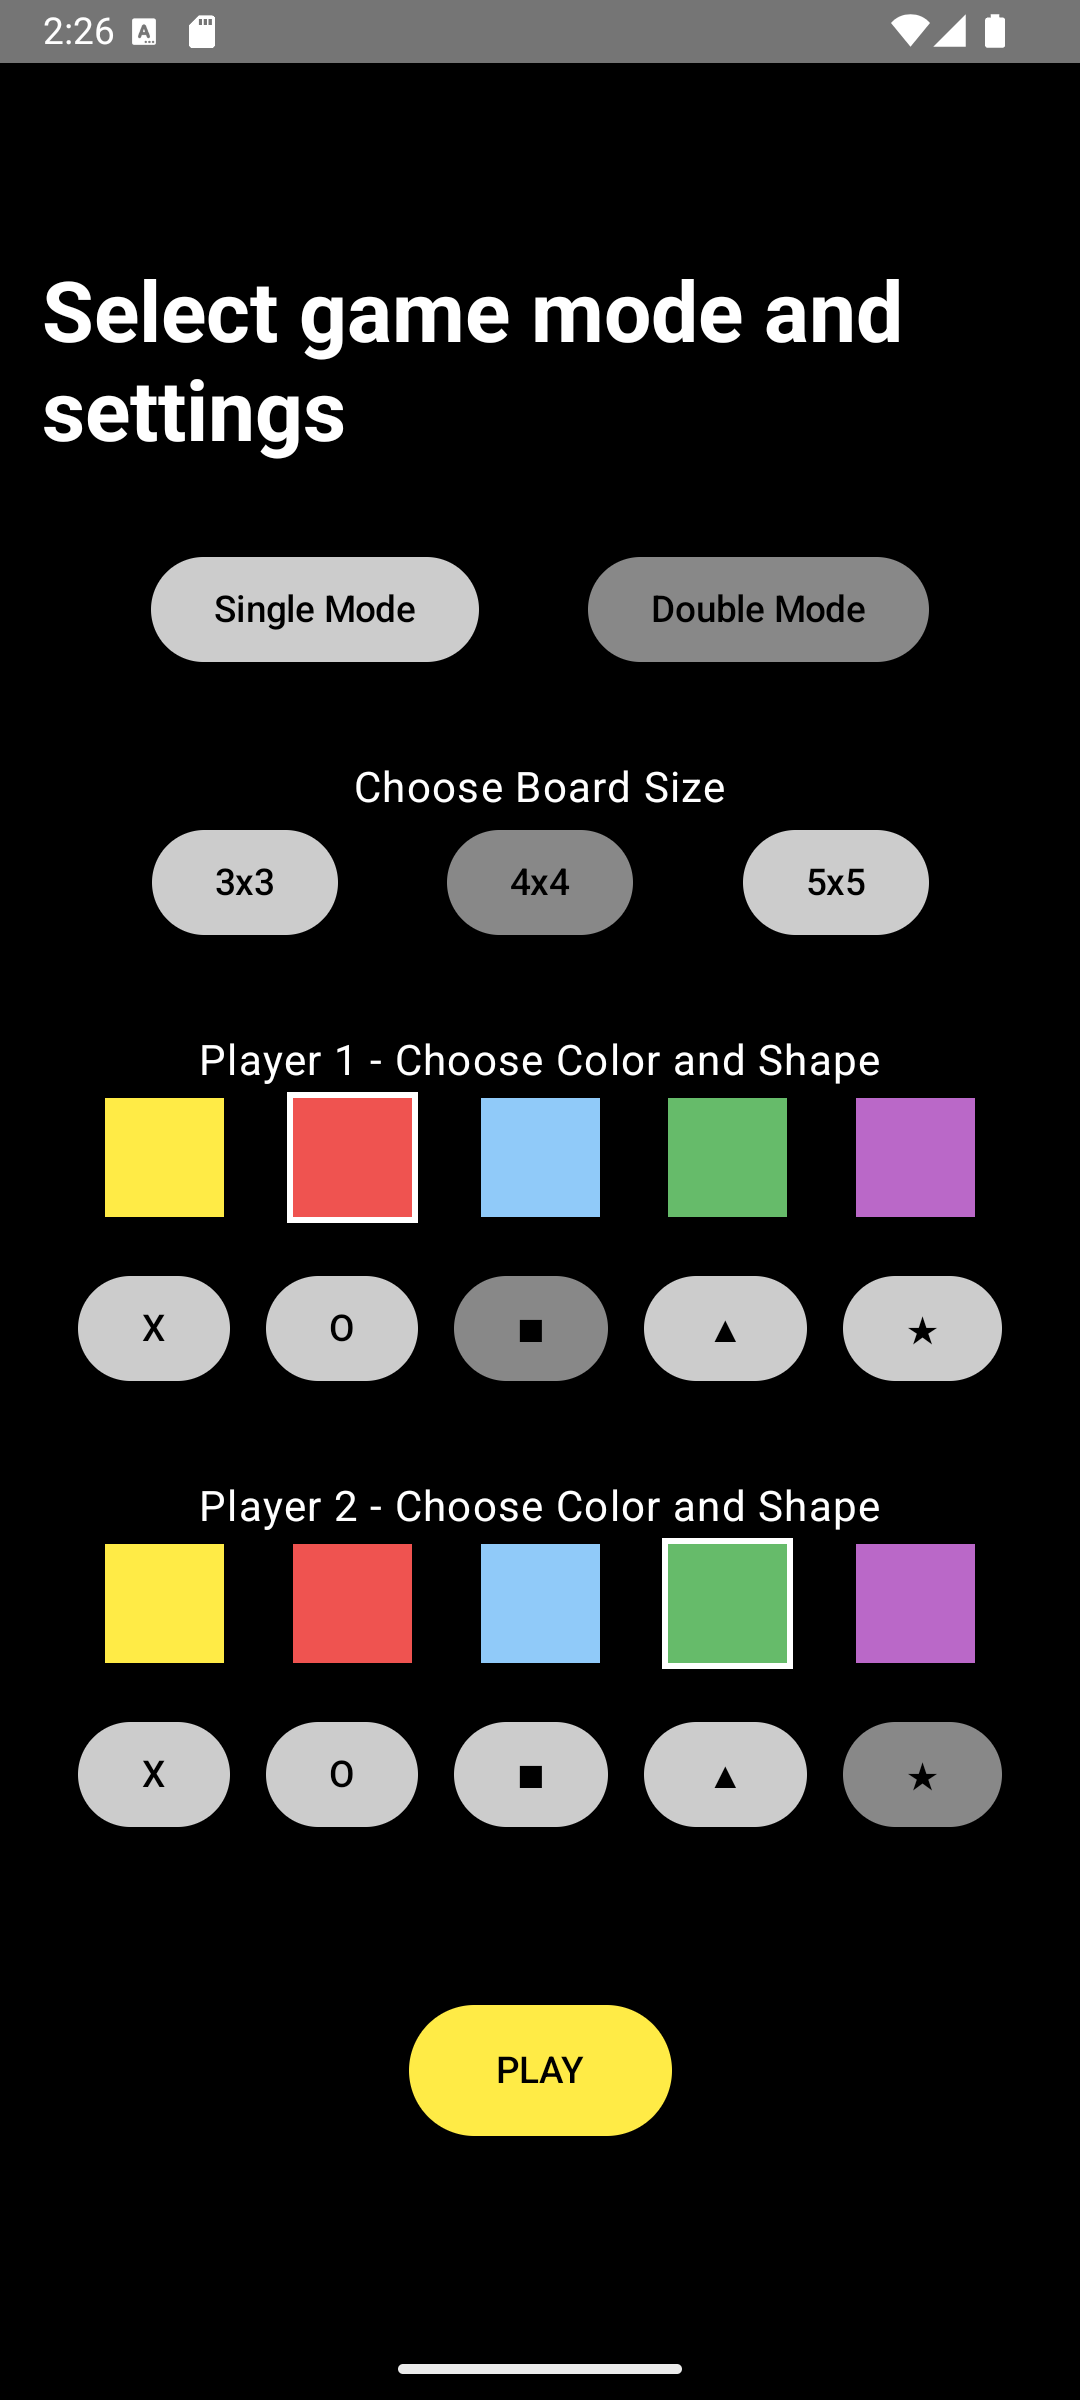 2:26
Select game mode and
settings
Single Mode Double Mode
Choose Board Size
3x3 4x4 5x5
Player 1 - Choose Color and Shape
X O ■ ▲ ★
Player 2 - Choose Color and Shape
X O ■ ▲ ★
PLAY